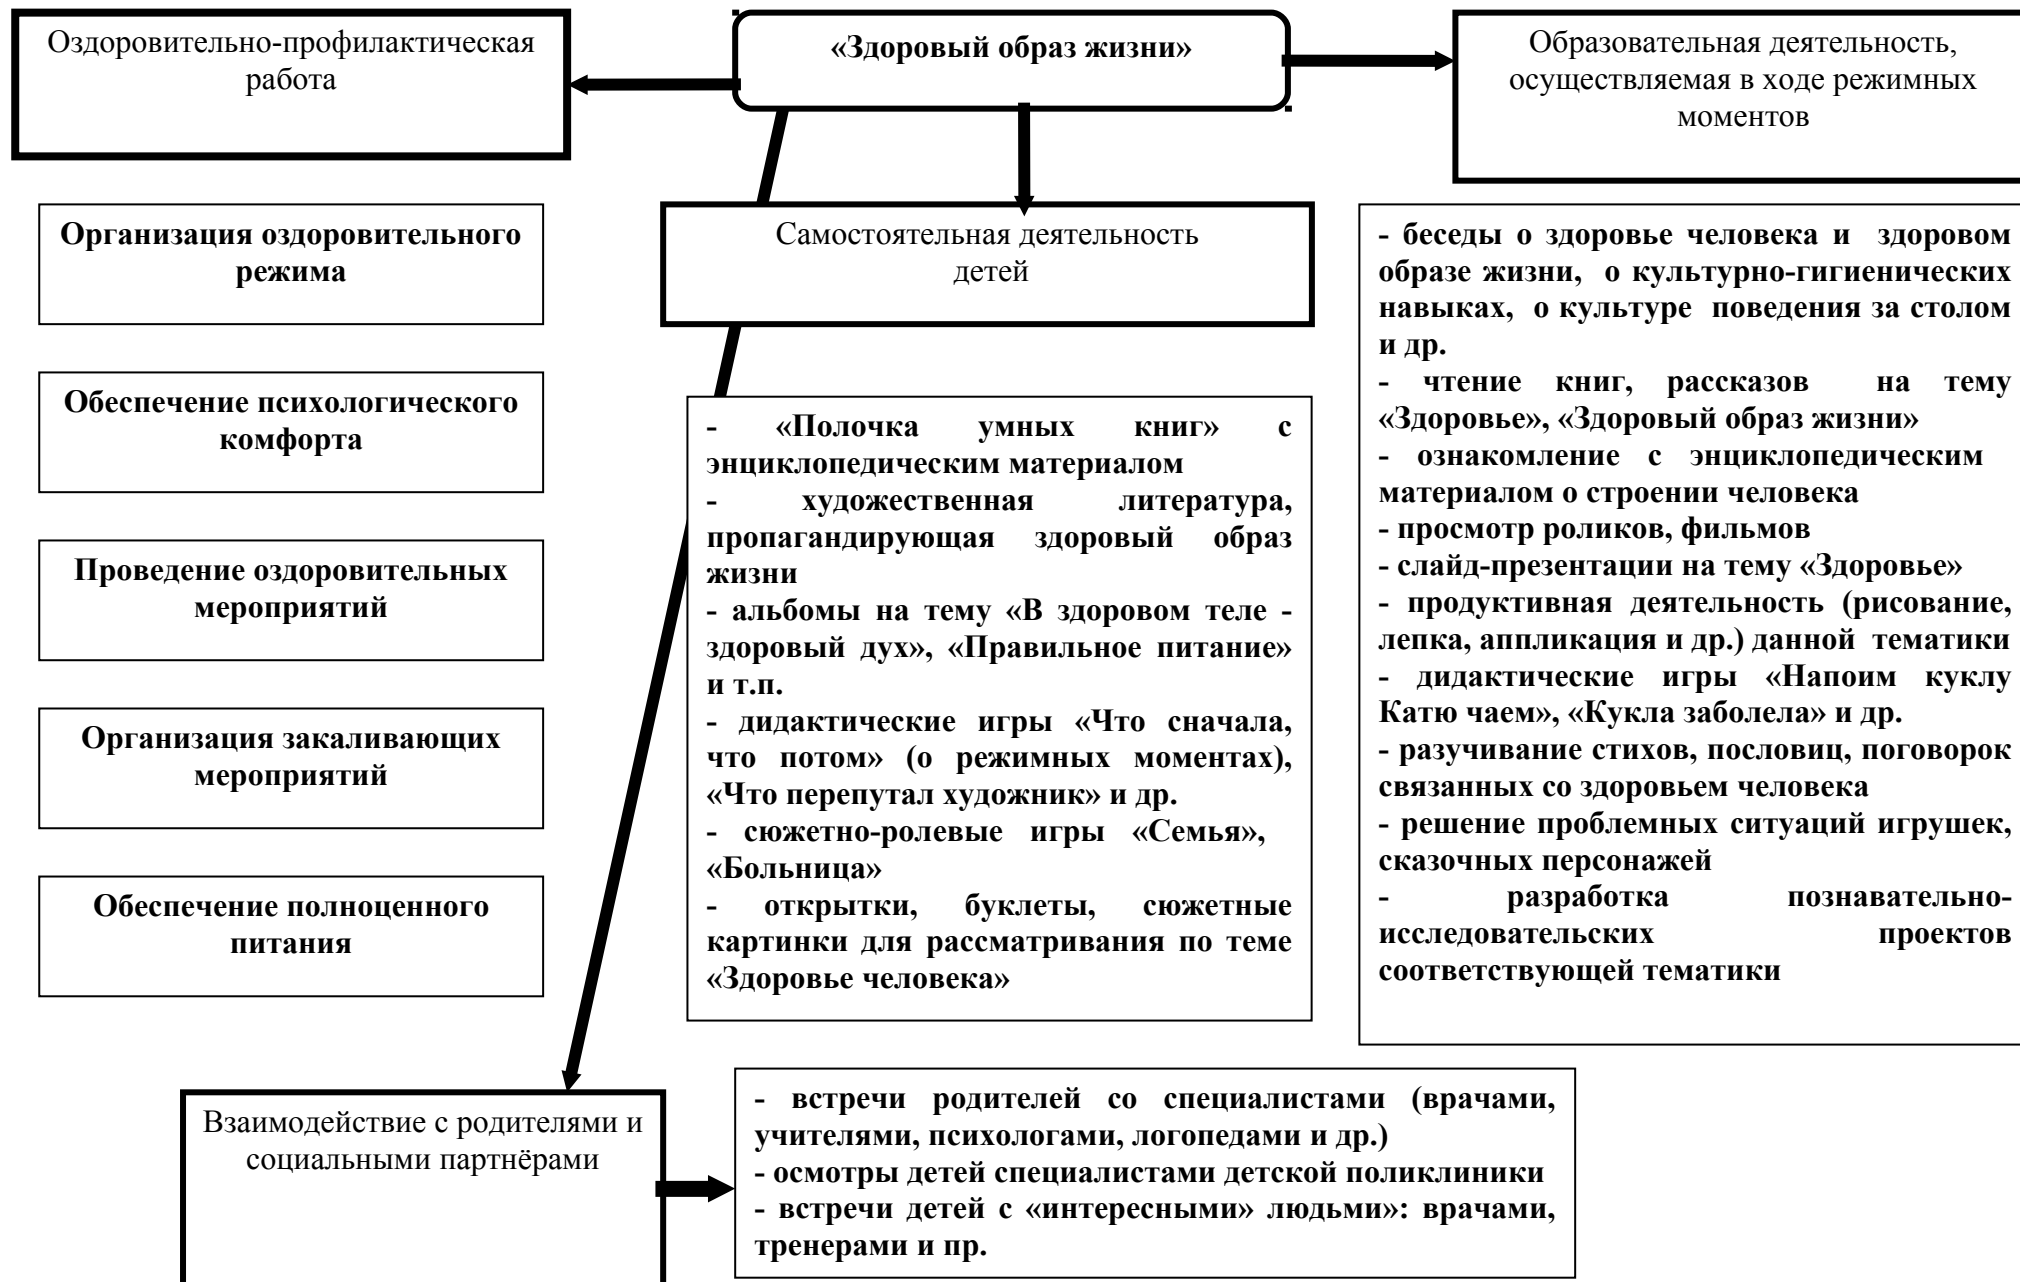 Оздоровительно-профилактическая
работа
«Здоровый образ жизни»
Образовательная деятельность,
осуществляемая в ходе режимных
моментов
Организация оздоровительного
режима
Обеспечение психологического
комфорта
Проведение оздоровительных
мероприятий
Организация закаливающих
мероприятий
Обеспечение полноценного
питания
Самостоятельная деятельность
детей
- «Полочка умных книг» с
энциклопедическим материалом
- художественная литература,
пропагандирующая здоровый образ
жизни
- альбомы на тему «В здоровом теле -
здоровый дух», «Правильное питание»
и т.п.
- дидактические игры «Что сначала,
что потом» (о режимных моментах),
«Что перепутал художник» и др.
- сюжетно-ролевые игры «Семья»,
«Больница»
- открытки, буклеты, сюжетные
картинки для рассматривания по теме
«Здоровье человека»
- беседы о здоровье человека и здоровом
образе жизни, о культурно-гигиенических
навыках, о культуре поведения за столом
и др.
- чтение книг, рассказов на тему
«Здоровье», «Здоровый образ жизни»
- ознакомление с энциклопедическим
материалом о строении человека
- просмотр роликов, фильмов
- слайд-презентации на тему «Здоровье»
- продуктивная деятельность (рисование,
лепка, аппликация и др.) данной тематики
- дидактические игры «Напоим куклу
Катю чаем», «Кукла заболела» и др.
- разучивание стихов, пословиц, поговорок
связанных со здоровьем человека
- решение проблемных ситуаций игрушек,
сказочных персонажей
- разработка познавательно-
исследовательских проектов
соответствующей тематики
Взаимодействие с родителями и
социальными партнёрами
- встречи родителей со специалистами (врачами,
учителями, психологами, логопедами и др.)
- осмотры детей специалистами детской поликлиники
- встречи детей с «интересными» людьми»: врачами,
тренерами и пр.